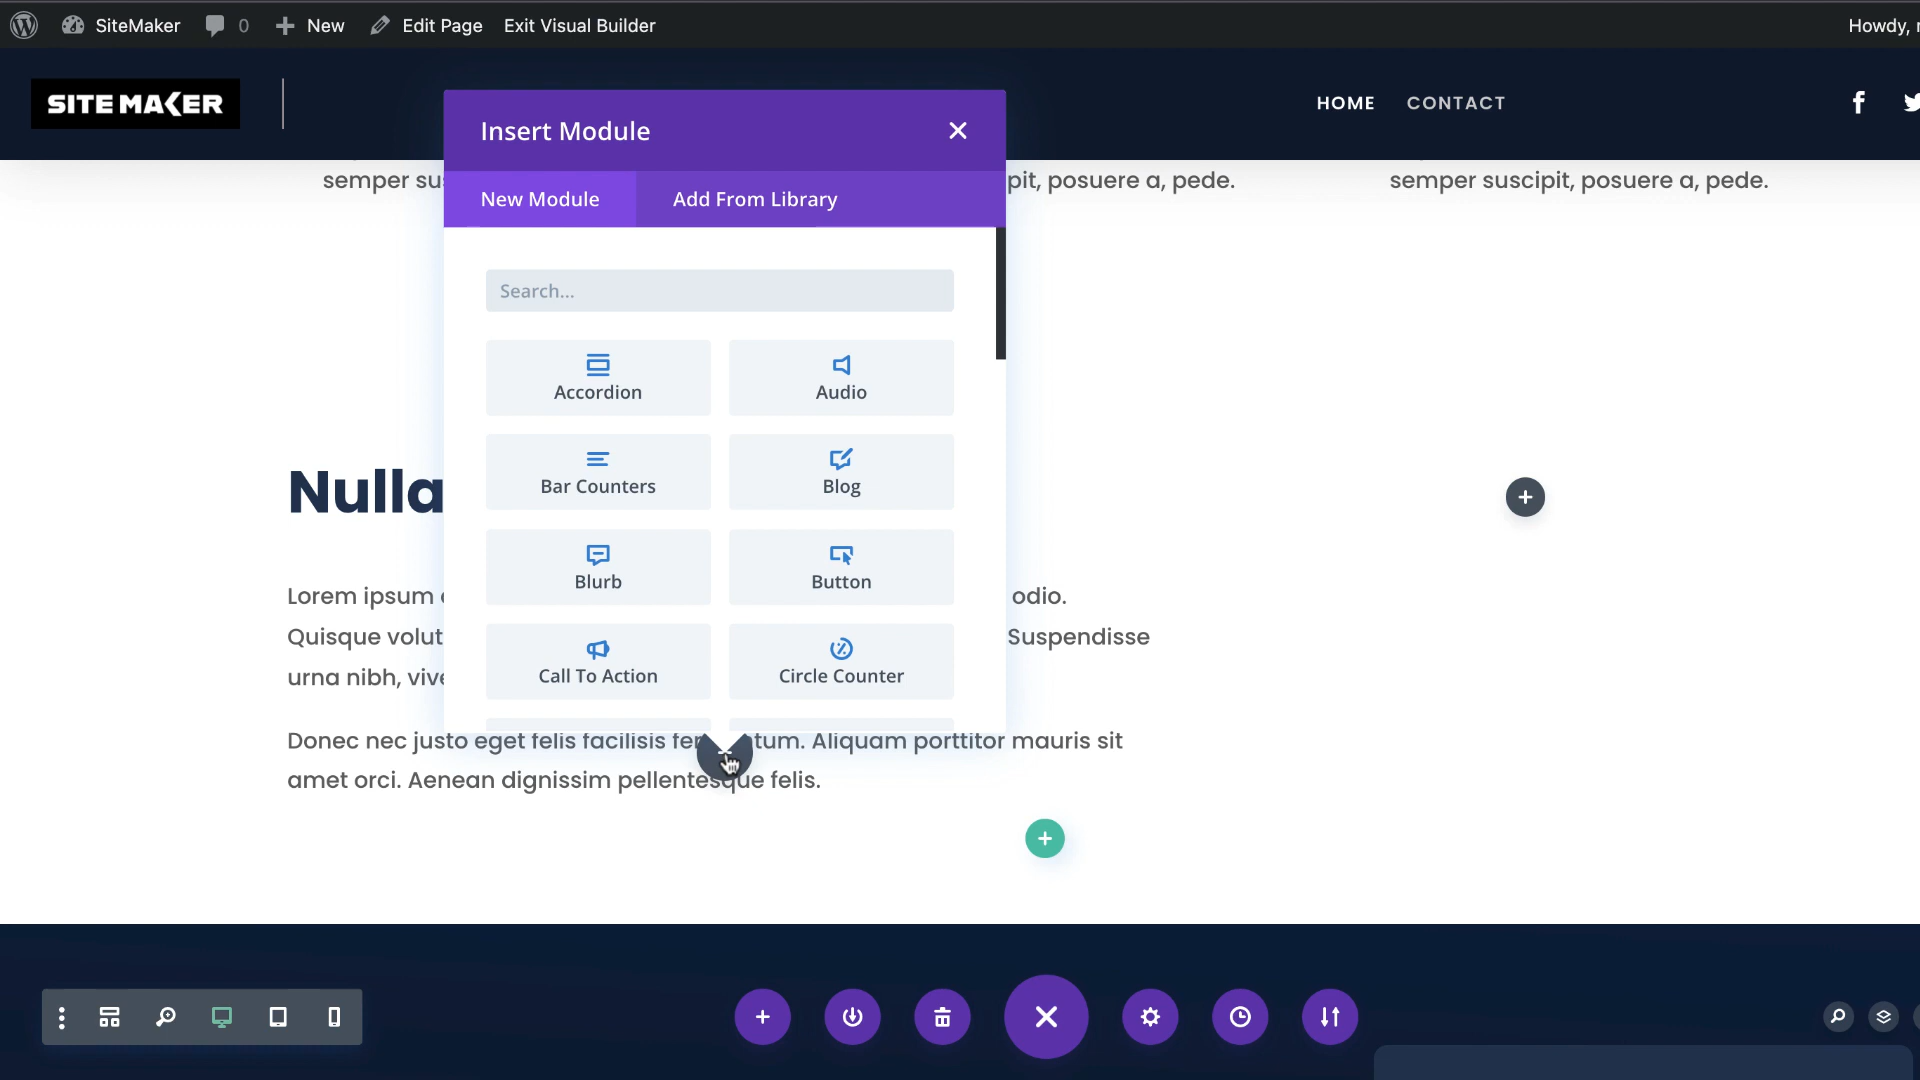 SiteMaker 0 New Edit Page Exit Visual Builder Howdy,
SITE MAKER
HOME CONTACT
Insert Module
New Module Add From Library
semper pit, posuere a, pede. semper suscipit, posuere a, pede.
Search...
Accordion Audio
Bar Counters Blog
Nulla
Blurb Button
Lorem ipsum odio.
Quisque volut Suspendisse
urna nibh, vive
Call To Action Circle Counter
Donec nec justo eget felis facilisis fer tum. Aliquam porttitor mauris sit
amet orci. Aenean dignissim pellentesque felis.